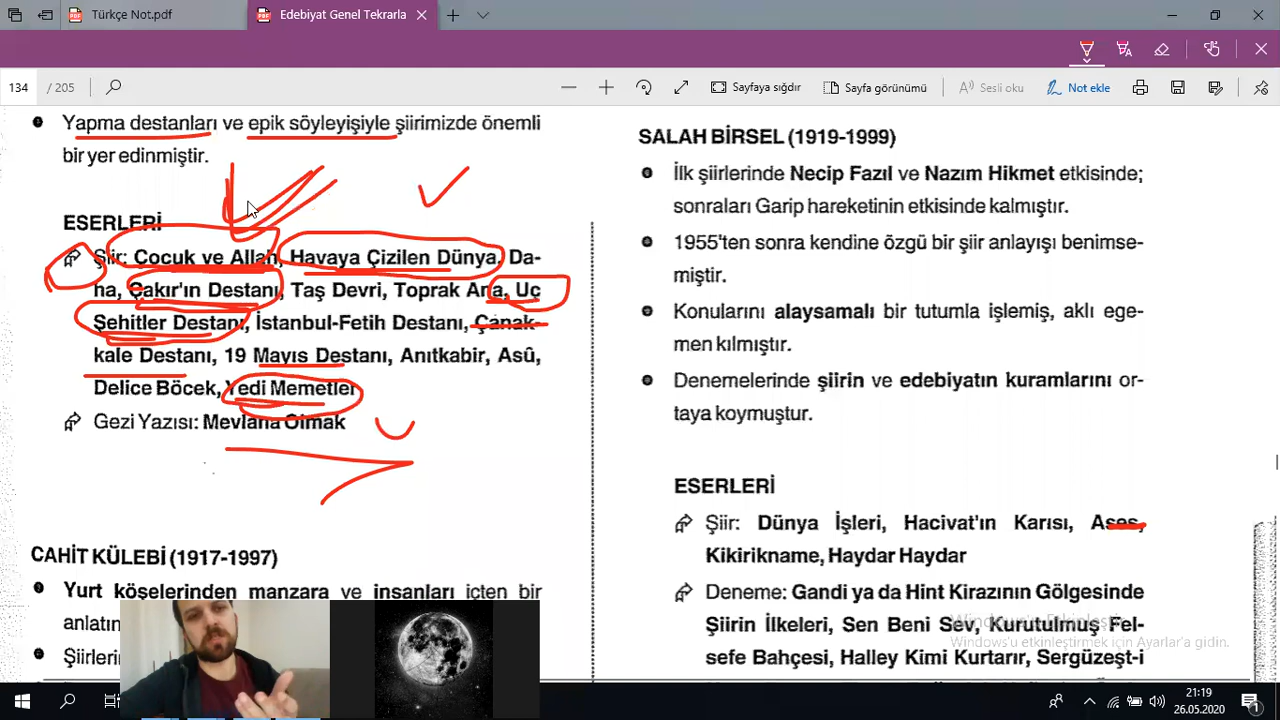 Türkçe Not.pdf
Edebiyat Genel Tekrarla
134 / 205
Sayfaya sığdır
Sayfa görünümü
Sesli oku
Not ekle
Yapma destanları ve epik söyleyişiyle şiirimizde önemli
bir yer edinmiştir.
ESERLERİ
Şiir: Çocuk ve Allah, Havaya Çizilen Dünya, Da-
ha, Çakır'ın Destanı, Taş Devri, Toprak Ana, Üç
Şehitler Destanı, İstanbul-Fetih Destanı, Çanak-
kale Destanı, 19 Mayıs Destanı, Anıtkabir, Asû,
Delice Böcek, Yedi Memetler
Gezi Yazısı: Mevlana Olmak
CAHİT KÜLEBİ (1917-1997)
Yurt köşelerinden manzara ve insanları içten bir
anlatın
Şiirlerin
SALAH BİRSEL (1919-1999)
İlk şiirlerinde Necip Fazıl ve Nazım Hikmet etkisinde;
sonraları Garip hareketinin etkisinde kalmıştır.
1955'ten sonra kendine özgü bir şiir anlayışı benimse-
miştir.
Konularını alaysamalı bir tutumla işlemiş, aklı ege-
men kılmıştır.
Denemelerinde şiirin ve edebiyatın kuramlarını or-
taya koymuştur.
ESERLERİ
Şiir: Dünya İşleri, Hacivat'ın Karısı, Ases,
Kikirikname, Haydar Haydar
Deneme: Gandi ya da Hint Kirazının Gölgesinde
Şiirin İlkeleri, Sen Beni Sev, Kurutulmuş Fel-
sefe Bahçesi, Halley Kimi Kurtarır, Sergüzeşt-i
Windows'u Etkinleştir
Windows'u etkinleştirmek için Ayarlar'a gidin.
21:19
26.05.2020